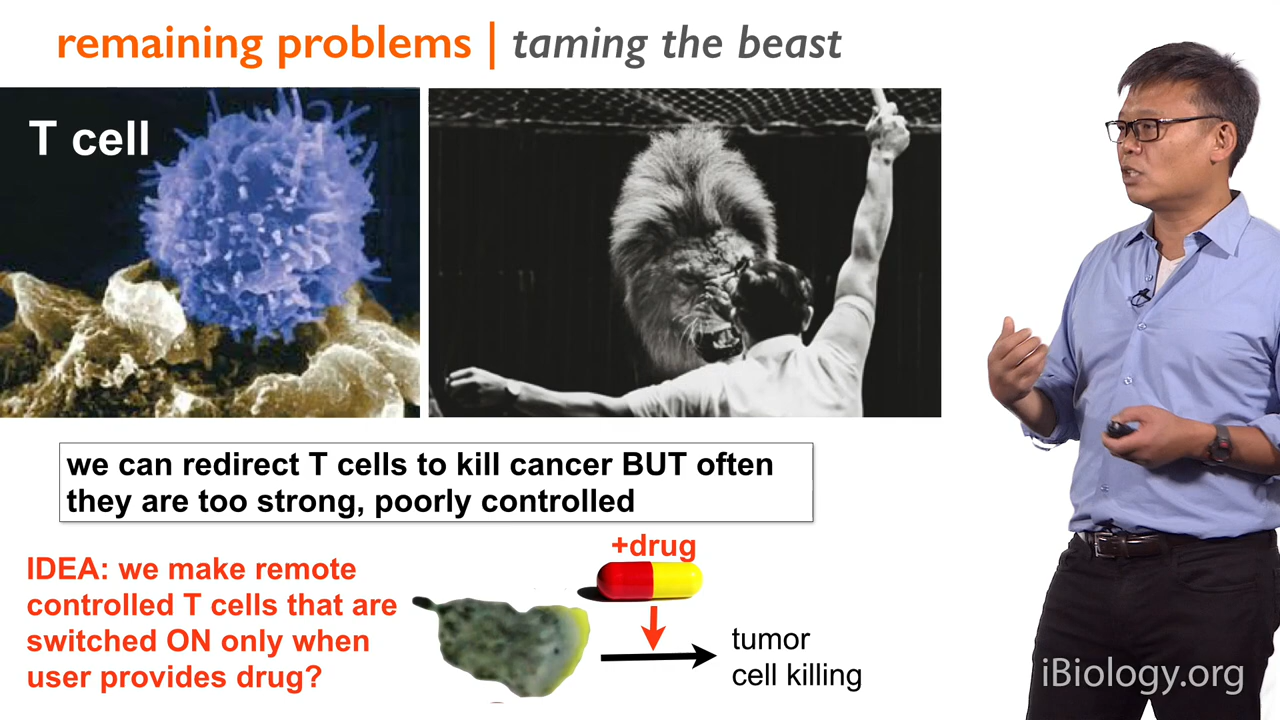 remaining problems | taming the beast
T cell
we can redirect T cells to kill cancer BUT often
they are too strong, poorly controlled
IDEA: we make remote
controlled T cells that are
switched ON only when
user provides drug?
+drug
tumor
cell killing
iBiology.org